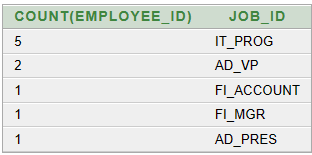 COUNT(EMPLOYEE_ID) JOB_ID
5 IT_PROG
2 AD_VP
1 FI_ACCOUNT
1 FI_MGR
1 AD_PRES